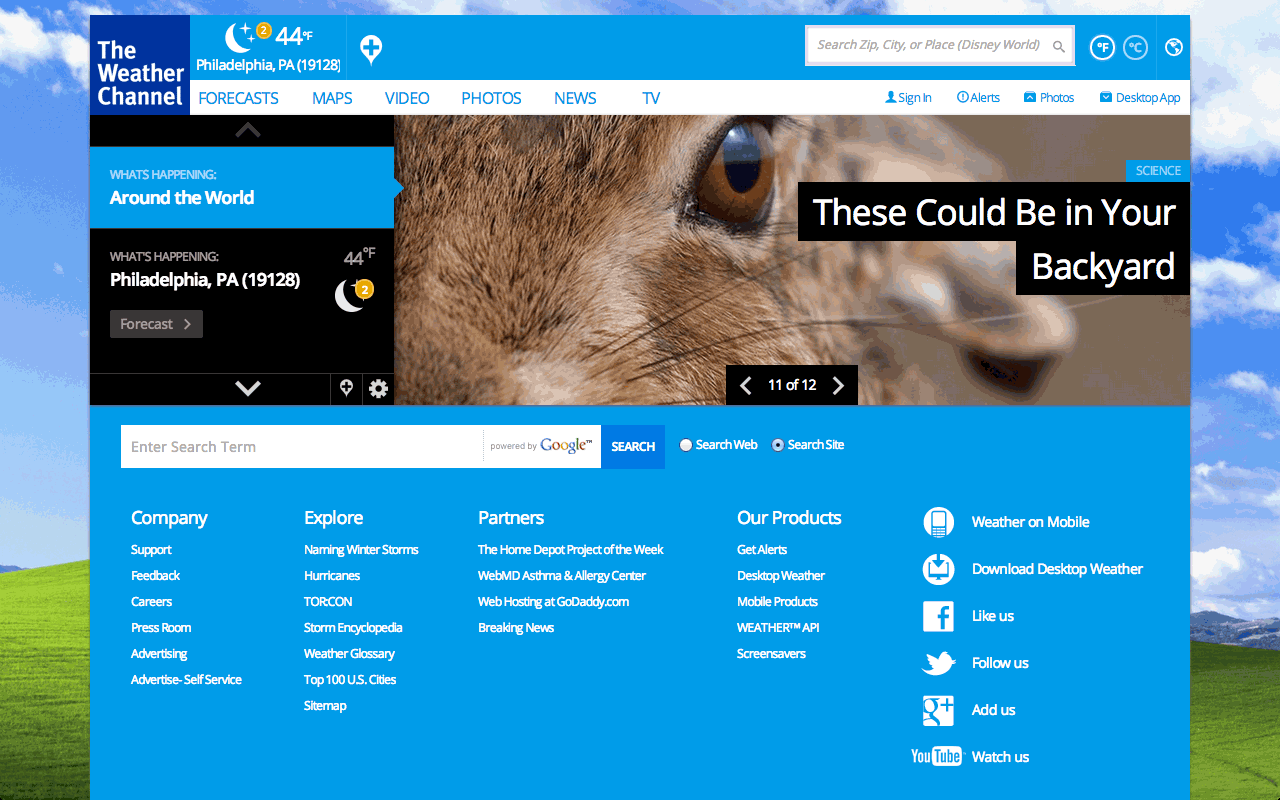 The
Weather
Channel
2 44°F
Philadelphia, PA (19128)
Search Zip, City, or Place (Disney World)
°F °C
FORECASTS MAPS VIDEO PHOTOS NEWS TV
Sign In Alerts Photos Desktop App
WHATS HAPPENING:
Around the World
WHAT'S HAPPENING:
Philadelphia, PA (19128)
44°F
2
Forecast
SCIENCE
These Could Be in Your
Backyard
11 of 12
Enter Search Term powered by Google™ SEARCH Search Web Search Site
Company
Support
Feedback
Careers
Press Room
Advertising
Advertise- Self Service
Explore
Naming Winter Storms
Hurricanes
TOR:CON
Storm Encyclopedia
Weather Glossary
Top 100 U.S. Cities
Sitemap
Partners
The Home Depot Project of the Week
WebMD Asthma & Allergy Center
Web Hosting at GoDaddy.com
Breaking News
Our Products
Get Alerts
Desktop Weather
Mobile Products
WEATHER™ API
Screensavers
Weather on Mobile
Download Desktop Weather
f Like us
Follow us
g+ Add us
YouTube Watch us